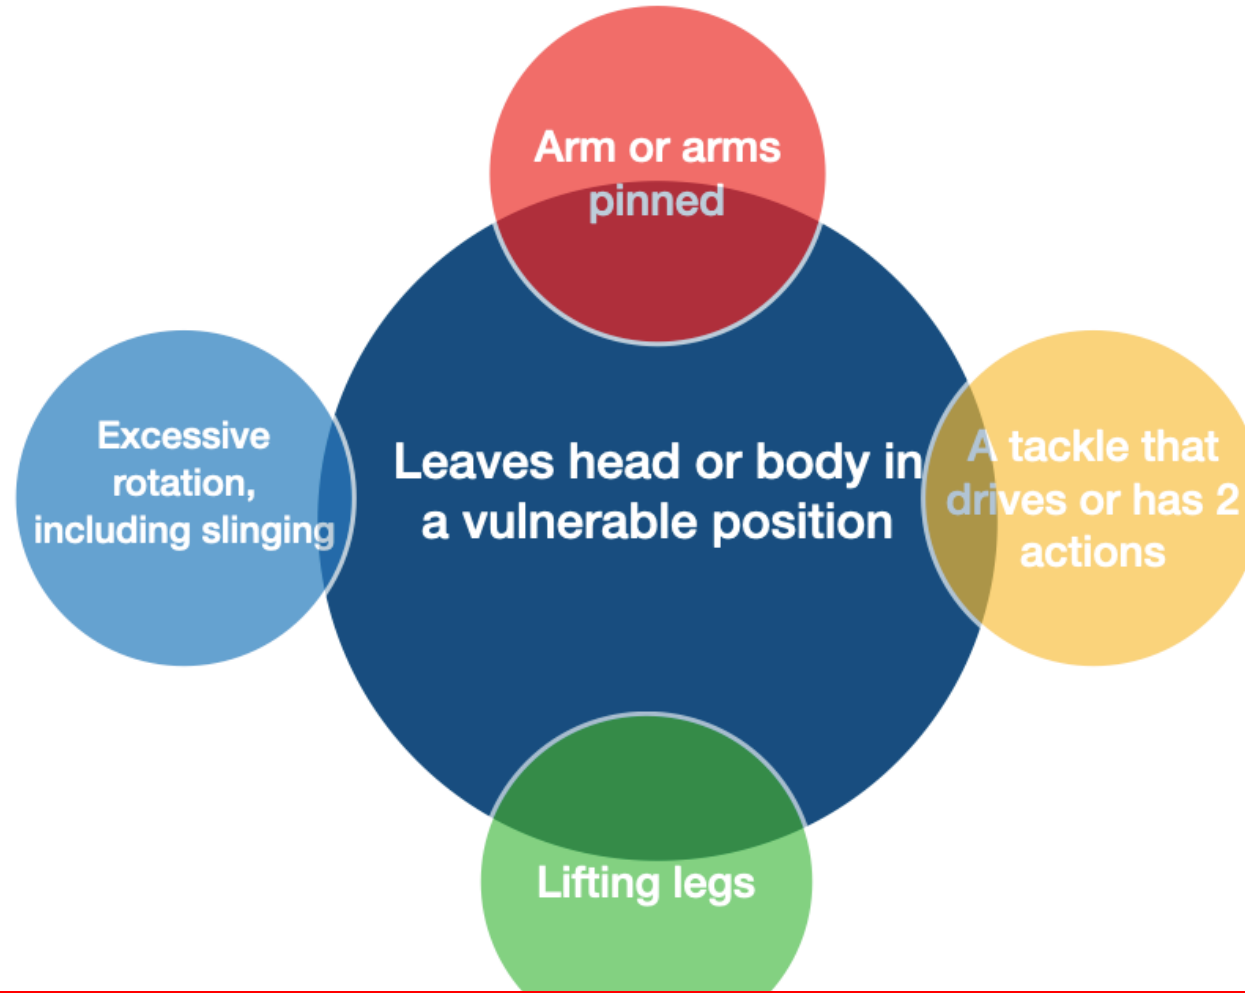 Arm or arms
pinned
Excessive
rotation,
including slinging
Leaves head or body in
a vulnerable position
A tackle that
drives or has 2
actions
Lifting legs